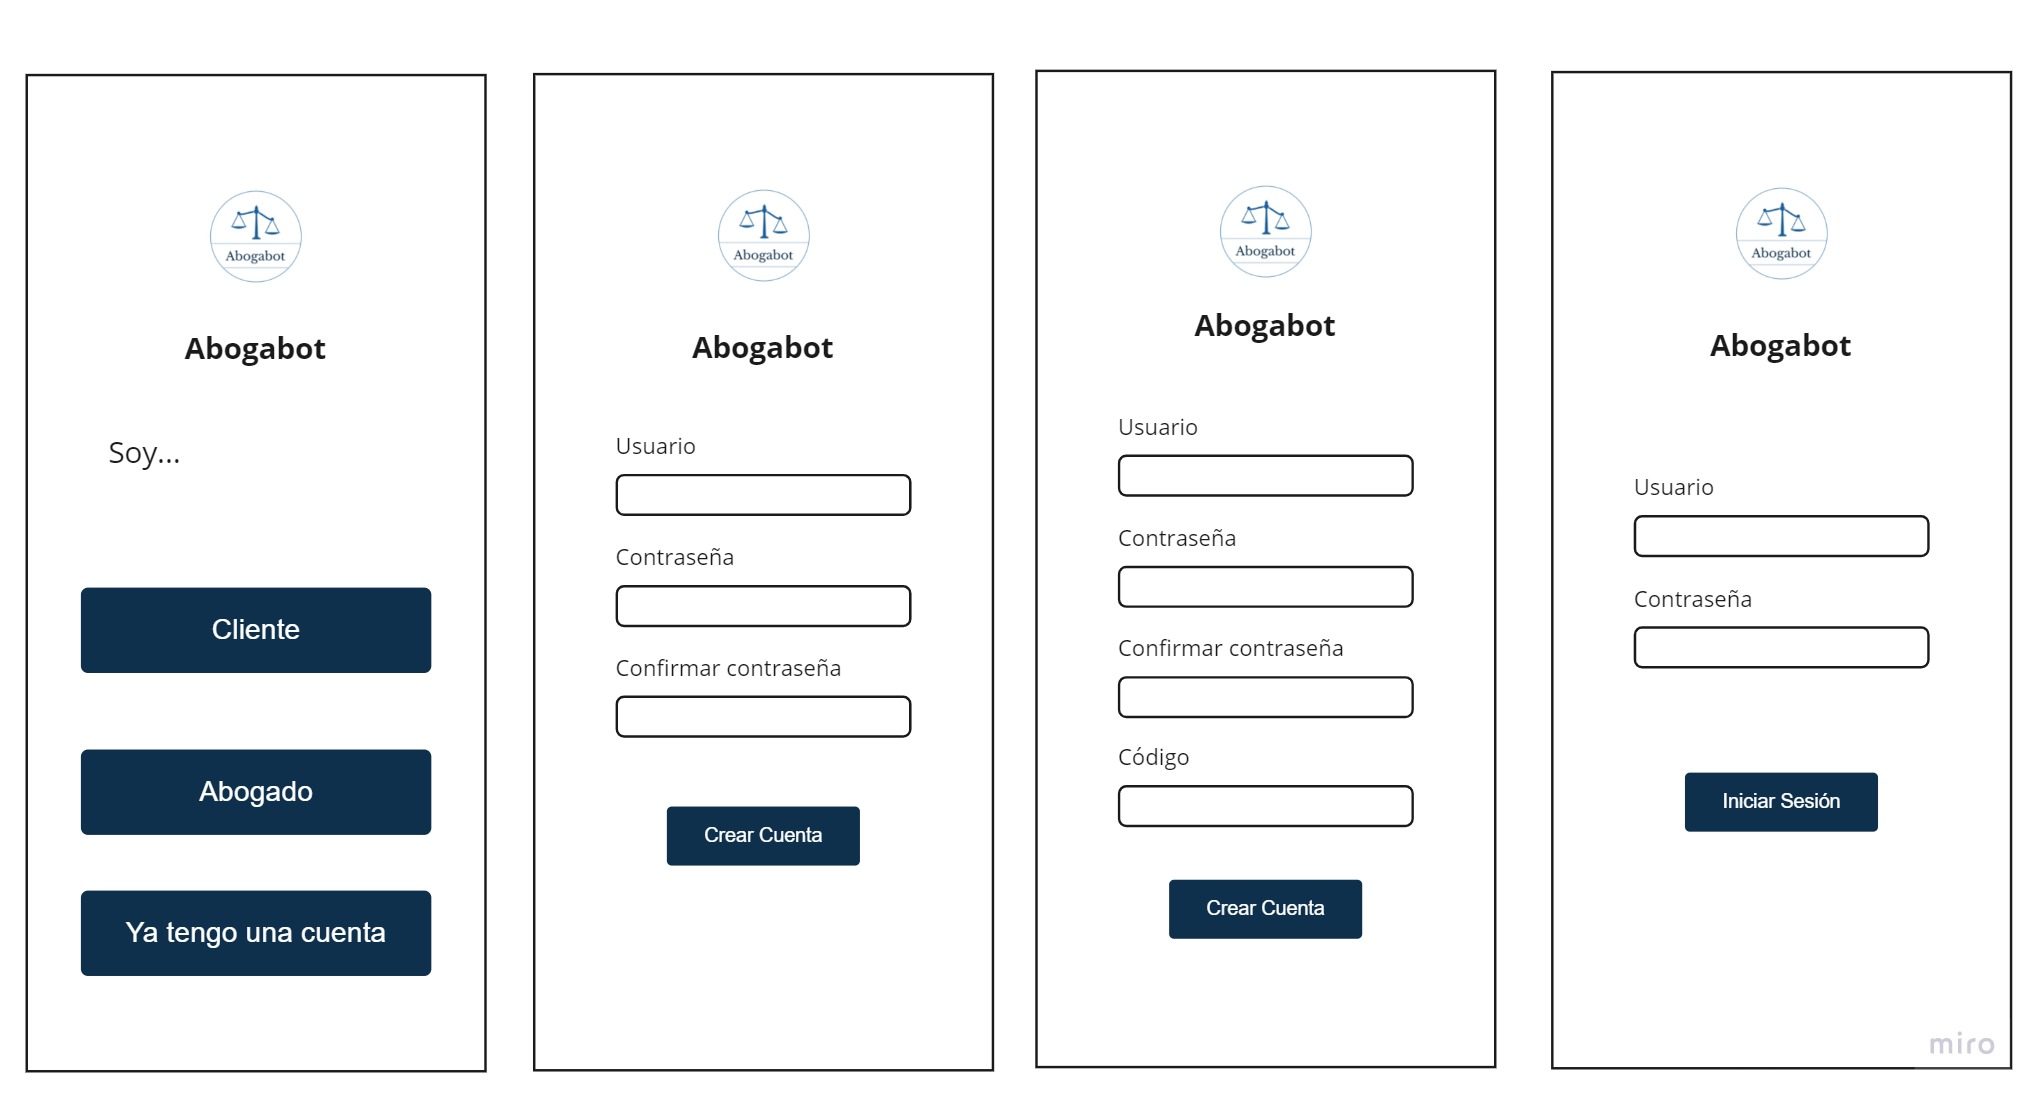 Abogabot
Abogabot
Soy...
Cliente
Abogado
Ya tengo una cuenta
Abogabot
Abogabot
Usuario
Contraseña
Confirmar contraseña
Crear Cuenta
Abogabot
Abogabot
Usuario
Contraseña
Confirmar contraseña
Código
Crear Cuenta
Abogabot
Abogabot
Usuario
Contraseña
Iniciar Sesión
miro